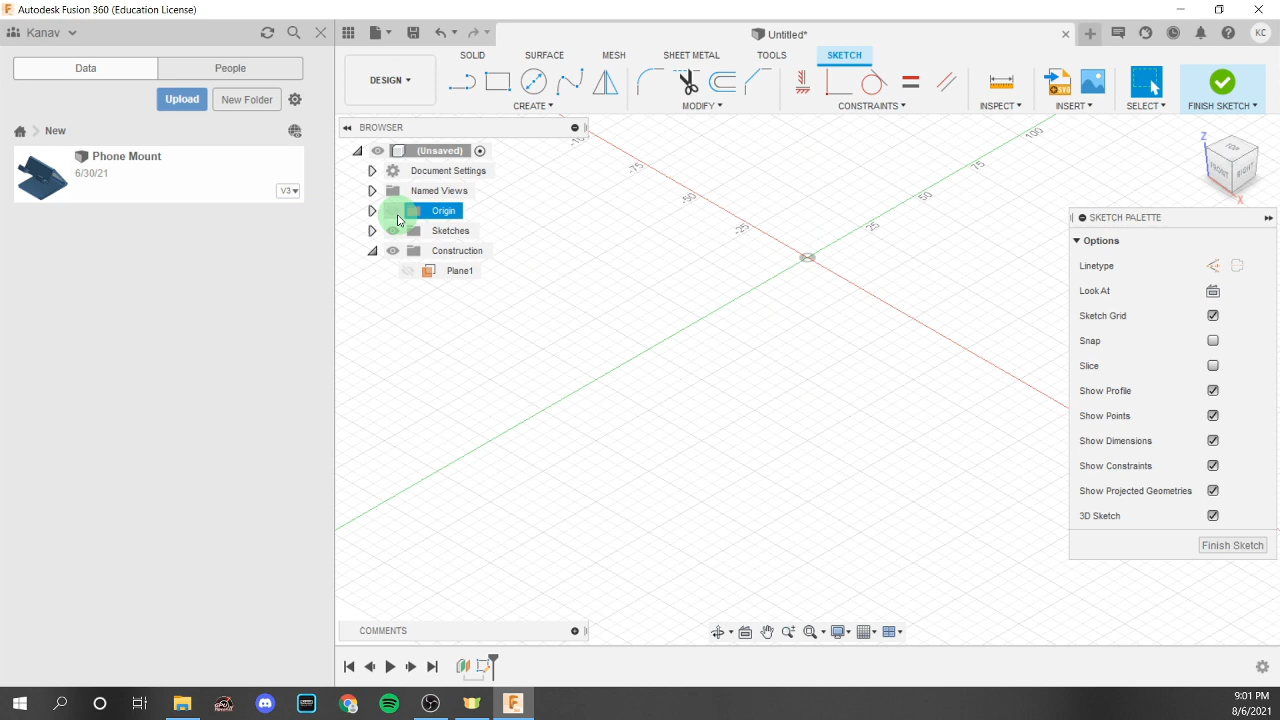 Autodesk Fusion 360 (Education License)
Kanav
Untitled*
KC
Data
People
Upload
New Folder
New
Phone Mount
6/30/21
V3
DESIGN
SOLID
SURFACE
MESH
SHEET METAL
TOOLS
SKETCH
CREATE
MODIFY
CONSTRAINTS
INSPECT
INSERT
SELECT
FINISH SKETCH
BROWSER
(Unsaved)
Document Settings
Named Views
Origin
Sketches
Construction
Plane1
-75
-50
-25
25
50
75
100
Z
TOP
FRONT
RIGHT
X
SKETCH PALETTE
Options
Linetype
Look At
Sketch Grid
Snap
Slice
Show Profile
Show Points
Show Dimensions
Show Constraints
Show Projected Geometries
3D Sketch
Finish Sketch
COMMENTS
9:01 PM
8/6/2021